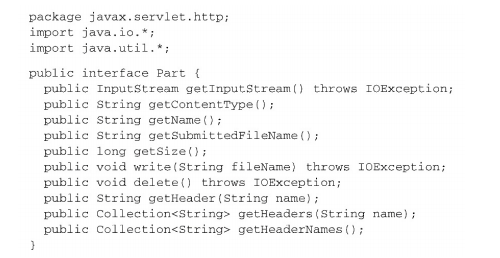 package javax.servlet.http;
import java.io.*;
import java.util.*;
public interface Part {
public InputStream getInputStream() throws IOException;
public String getContentType();
public String getName();
public String getSubmittedFileName();
public long getSize();
public void write(String fileName) throws IOException;
public void delete() throws IOException;
public String getHeader(String name);
public Collection<String> getHeaders(String name);
public Collection<String> getHeaderNames();
}